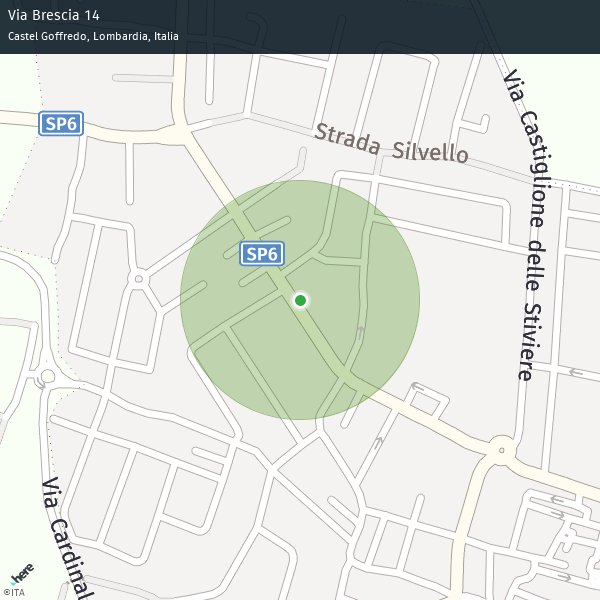 Via Brescia 14
Castel Goffredo, Lombardia, Italia
SP6
Strada Silvello
Via Castiglione delle Stiviere
SP6
Via Cardinal
here
©ITA